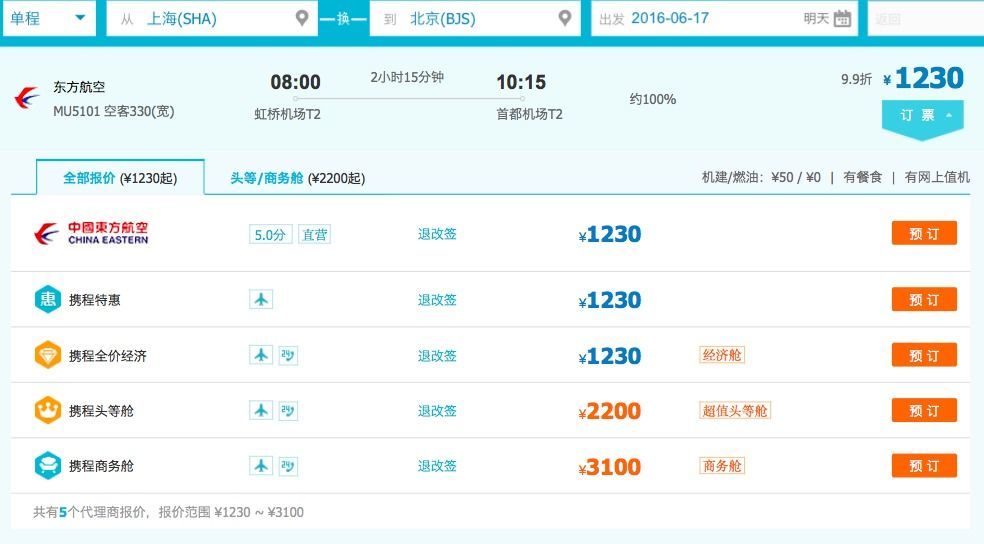 单程 从 上海(SHA) 换 到 北京(BJS) 出发 2016-06-17 明天 返回
东方航空 08:00 2小时15分钟 10:15 9.9折 ¥1230
MU5101 空客330(宽) 虹桥机场T2 首都机场T2 约100% 订 票
全部报价 (¥1230起) 头等/商务舱 (¥2200起) 机建/燃油：¥50 / ¥0 | 有餐食 | 有网上值机
中國東方航空
CHINA EASTERN 5.0分 直营 退改签 ¥1230 预 订
惠 携程特惠 退改签 ¥1230 预 订
携程全价经济 24 退改签 ¥1230 经济舱 预 订
携程头等舱 24 退改签 ¥2200 超值头等舱 预 订
携程商务舱 24 退改签 ¥3100 商务舱 预 订
共有5个代理商报价，报价范围 ¥1230 ~ ¥3100